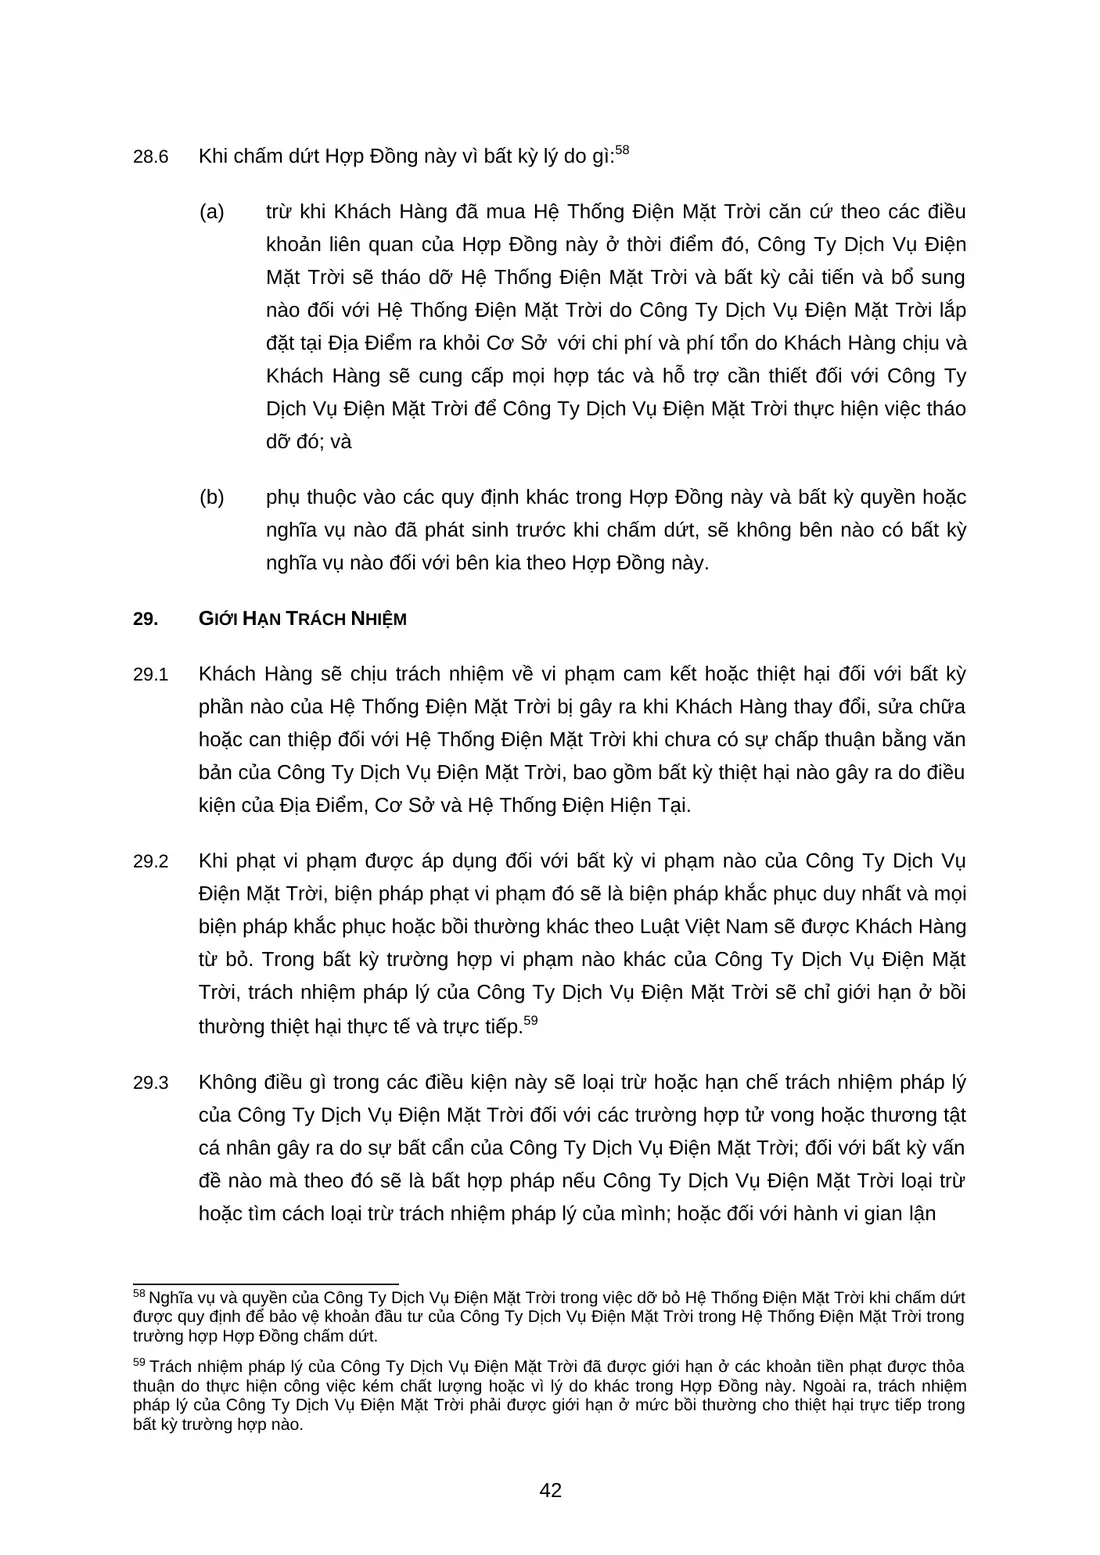 28.6 Khi chấm dứt Hợp Đồng này vì bất kỳ lý do gì:58
(a) trừ khi Khách Hàng đã mua Hệ Thống Điện Mặt Trời căn cứ theo các điều
khoản liên quan của Hợp Đồng này ở thời điểm đó, Công Ty Dịch Vụ Điện
Mặt Trời sẽ tháo dỡ Hệ Thống Điện Mặt Trời và bất kỳ cải tiến và bổ sung
nào đối với Hệ Thống Điện Mặt Trời do Công Ty Dịch Vụ Điện Mặt Trời lắp
đặt tại Địa Điểm ra khỏi Cơ Sở với chi phí và phí tổn do Khách Hàng chịu và
Khách Hàng sẽ cung cấp mọi hợp tác và hỗ trợ cần thiết đối với Công Ty
Dịch Vụ Điện Mặt Trời để Công Ty Dịch Vụ Điện Mặt Trời thực hiện việc tháo
dỡ đó; và
(b) phụ thuộc vào các quy định khác trong Hợp Đồng này và bất kỳ quyền hoặc
nghĩa vụ nào đã phát sinh trước khi chấm dứt, sẽ không bên nào có bất kỳ
nghĩa vụ nào đối với bên kia theo Hợp Đồng này.
29. GIỚI HẠN TRÁCH NHIỆM
29.1 Khách Hàng sẽ chịu trách nhiệm về vi phạm cam kết hoặc thiệt hại đối với bất kỳ
phần nào của Hệ Thống Điện Mặt Trời bị gây ra khi Khách Hàng thay đổi, sửa chữa
hoặc can thiệp đối với Hệ Thống Điện Mặt Trời khi chưa có sự chấp thuận bằng văn
bản của Công Ty Dịch Vụ Điện Mặt Trời, bao gồm bất kỳ thiệt hại nào gây ra do điều
kiện của Địa Điểm, Cơ Sở và Hệ Thống Điện Hiện Tại.
29.2 Khi phạt vi phạm được áp dụng đối với bất kỳ vi phạm nào của Công Ty Dịch Vụ
Điện Mặt Trời, biện pháp phạt vi phạm đó sẽ là biện pháp khắc phục duy nhất và mọi
biện pháp khắc phục hoặc bồi thường khác theo Luật Việt Nam sẽ được Khách Hàng
từ bỏ. Trong bất kỳ trường hợp vi phạm nào khác của Công Ty Dịch Vụ Điện Mặt
Trời, trách nhiệm pháp lý của Công Ty Dịch Vụ Điện Mặt Trời sẽ chỉ giới hạn ở bồi
thường thiệt hại thực tế và trực tiếp.59
29.3 Không điều gì trong các điều kiện này sẽ loại trừ hoặc hạn chế trách nhiệm pháp lý
của Công Ty Dịch Vụ Điện Mặt Trời đối với các trường hợp tử vong hoặc thương tật
cá nhân gây ra do sự bất cẩn của Công Ty Dịch Vụ Điện Mặt Trời; đối với bất kỳ vấn
đề nào mà theo đó sẽ là bất hợp pháp nếu Công Ty Dịch Vụ Điện Mặt Trời loại trừ
hoặc tìm cách loại trừ trách nhiệm pháp lý của mình; hoặc đối với hành vi gian lận
58 Nghĩa vụ và quyền của Công Ty Dịch Vụ Điện Mặt Trời trong việc dỡ bỏ Hệ Thống Điện Mặt Trời khi chấm dứt
được quy định để bảo vệ khoản đầu tư của Công Ty Dịch Vụ Điện Mặt Trời trong Hệ Thống Điện Mặt Trời trong
trường hợp Hợp Đồng chấm dứt.
59 Trách nhiệm pháp lý của Công Ty Dịch Vụ Điện Mặt Trời đã được giới hạn ở các khoản tiền phạt được thỏa
thuận do thực hiện công việc kém chất lượng hoặc vì lý do khác trong Hợp Đồng này. Ngoài ra, trách nhiệm
pháp lý của Công Ty Dịch Vụ Điện Mặt Trời phải được giới hạn ở mức bồi thường cho thiệt hại trực tiếp trong
bất kỳ trường hợp nào.
42